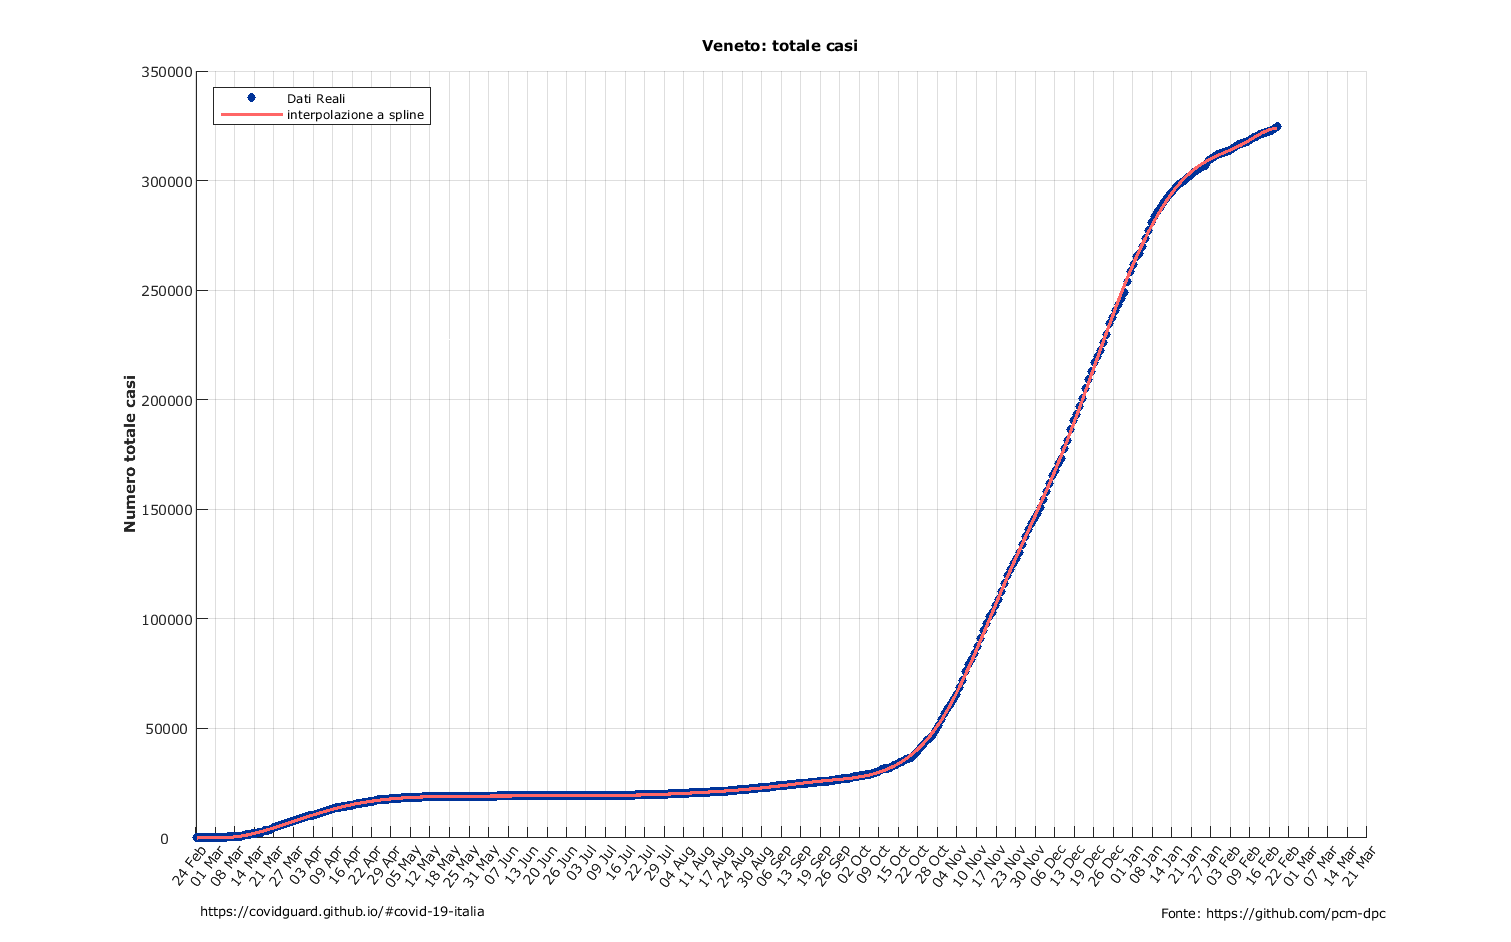 Veneto: totale casi
350000
300000
250000
200000
150000
100000
50000
0
Numero totale casi
Dati Reali
interpolazione a spline
24 Feb
01 Mar
08 Mar
14 Mar
21 Mar
27 Mar
03 Apr
09 Apr
16 Apr
22 Apr
29 Apr
05 May
12 May
18 May
25 May
31 May
07 Jun
13 Jun
20 Jun
26 Jun
03 Jul
09 Jul
16 Jul
22 Jul
29 Jul
04 Aug
11 Aug
17 Aug
24 Aug
30 Aug
06 Sep
13 Sep
19 Sep
26 Sep
02 Oct
09 Oct
15 Oct
22 Oct
28 Oct
04 Nov
10 Nov
17 Nov
23 Nov
30 Nov
06 Dec
13 Dec
19 Dec
26 Dec
01 Jan
08 Jan
14 Jan
21 Jan
27 Jan
03 Feb
09 Feb
16 Feb
22 Feb
01 Mar
07 Mar
14 Mar
21 Mar
https://covidguard.github.io/#covid-19-italia
Fonte: https://github.com/pcm-dpc